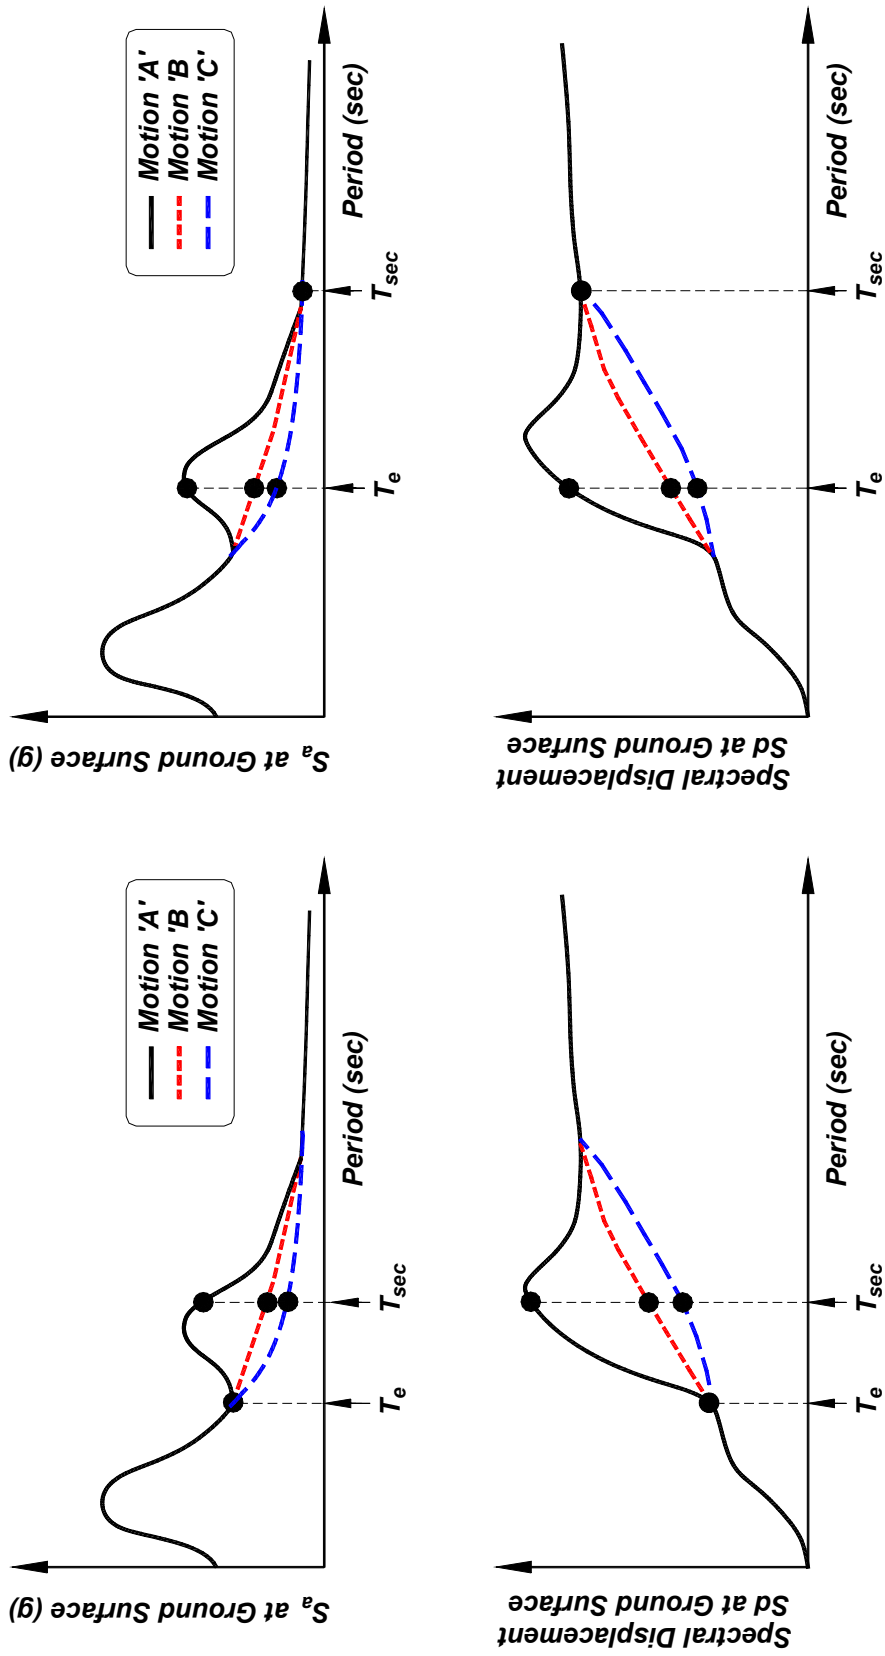 Sa at Ground Surface (g)
Motion 'A'
Motion 'B
Motion 'C'
Te
Tsec
Period (sec)
Sa at Ground Surface (g)
Motion 'A'
Motion 'B
Motion 'C'
Te
Tsec
Period (sec)
Spectral Displacement
Sd at Ground Surface
Te
Tsec
Period (sec)
Spectral Displacement
Sd at Ground Surface
Te
Tsec
Period (sec)